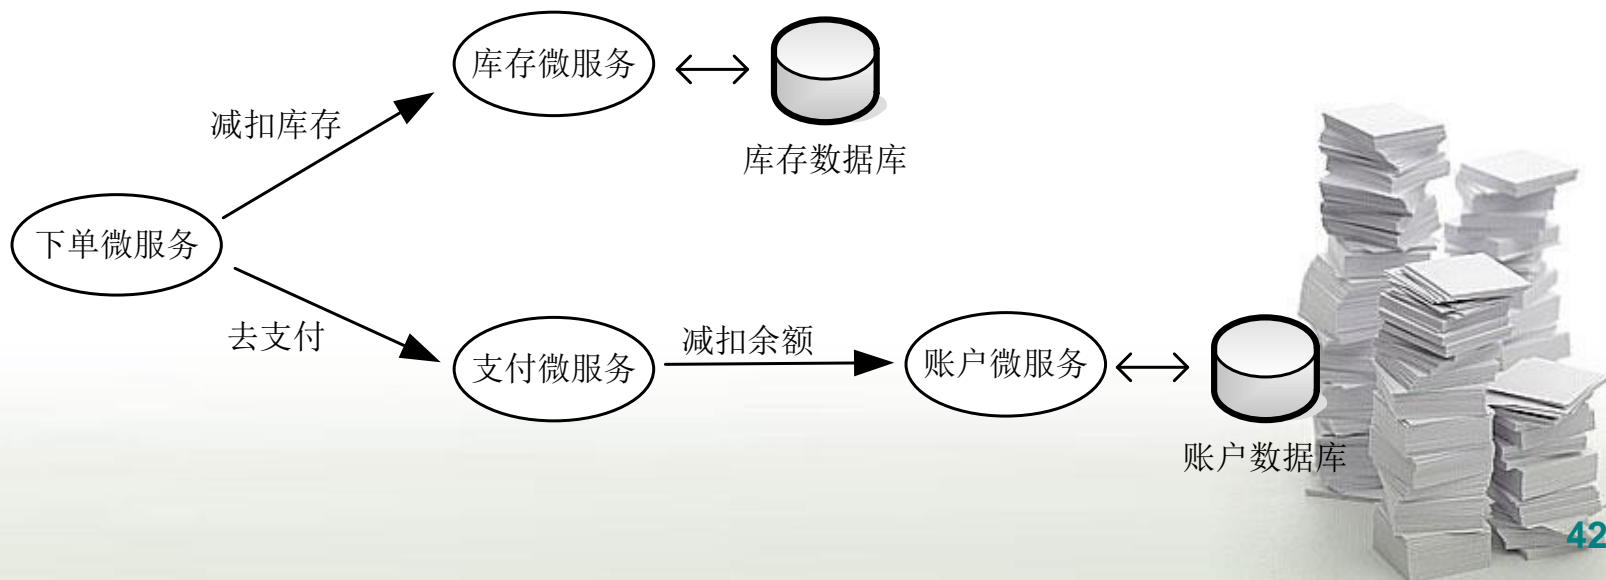 库存微服务
减扣库存
库存数据库
下单微服务
去支付
减扣余额
支付微服务
账户微服务
账户数据库
42